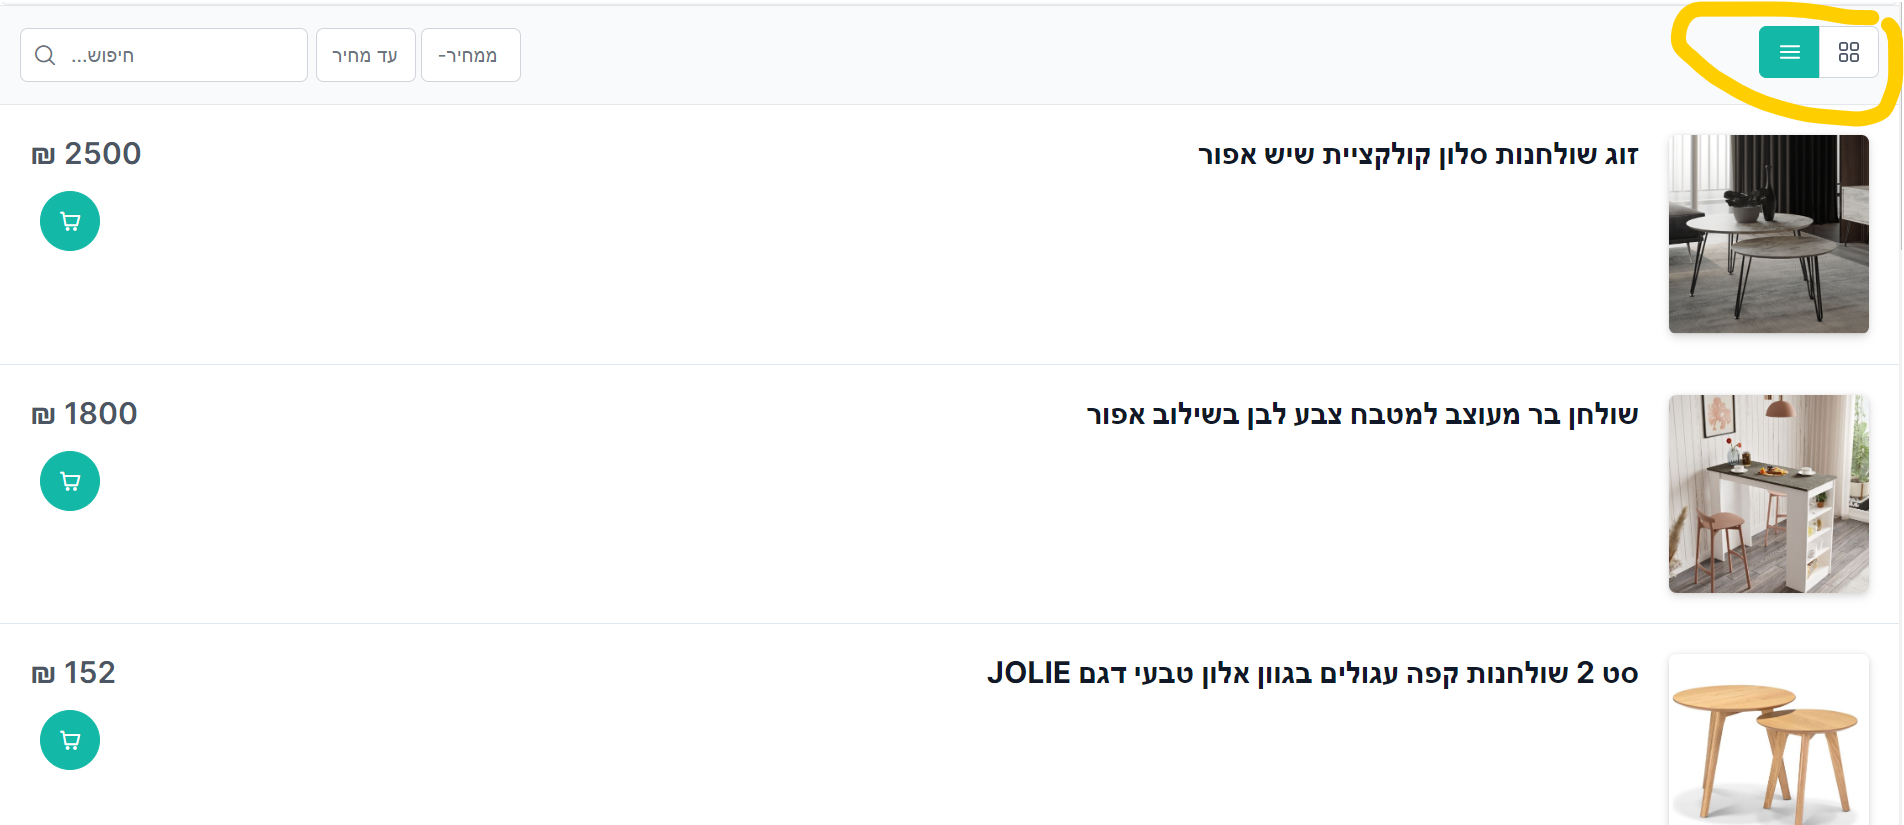 ממחיר-
עד מחיר
חיפוש...
זוג שולחנות סלון קולקציית שיש אפור
2500 ₪
שולחן בר מעוצב למטבח צבע לבן בשילוב אפור
1800 ₪
סט 2 שולחנות קפה עגולים בגוון אלון טבעי דגם JOLIE
152 ₪